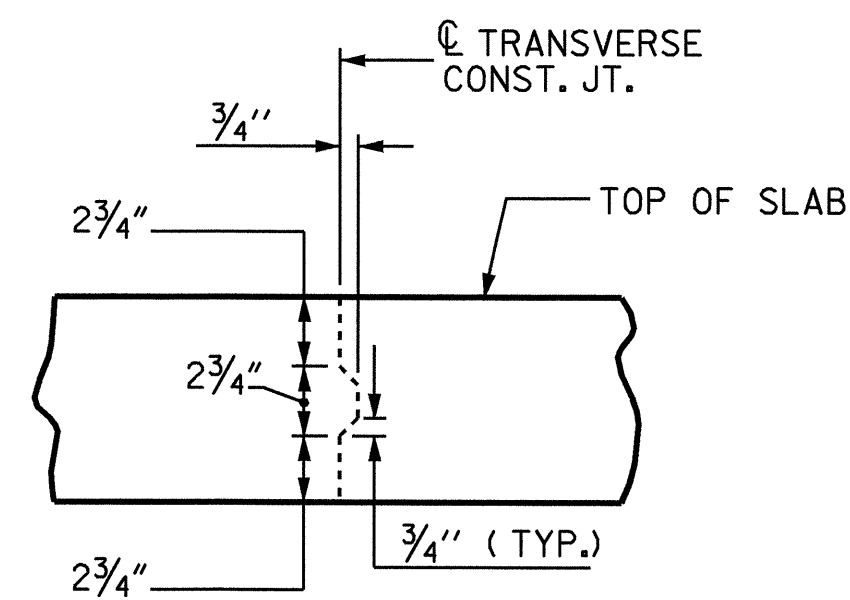 ℄ TRANSVERSE
CONST. JT.
3/4"
2 3/4"
TOP OF SLAB
2 3/4"
3/4" (TYP.)
2 3/4"